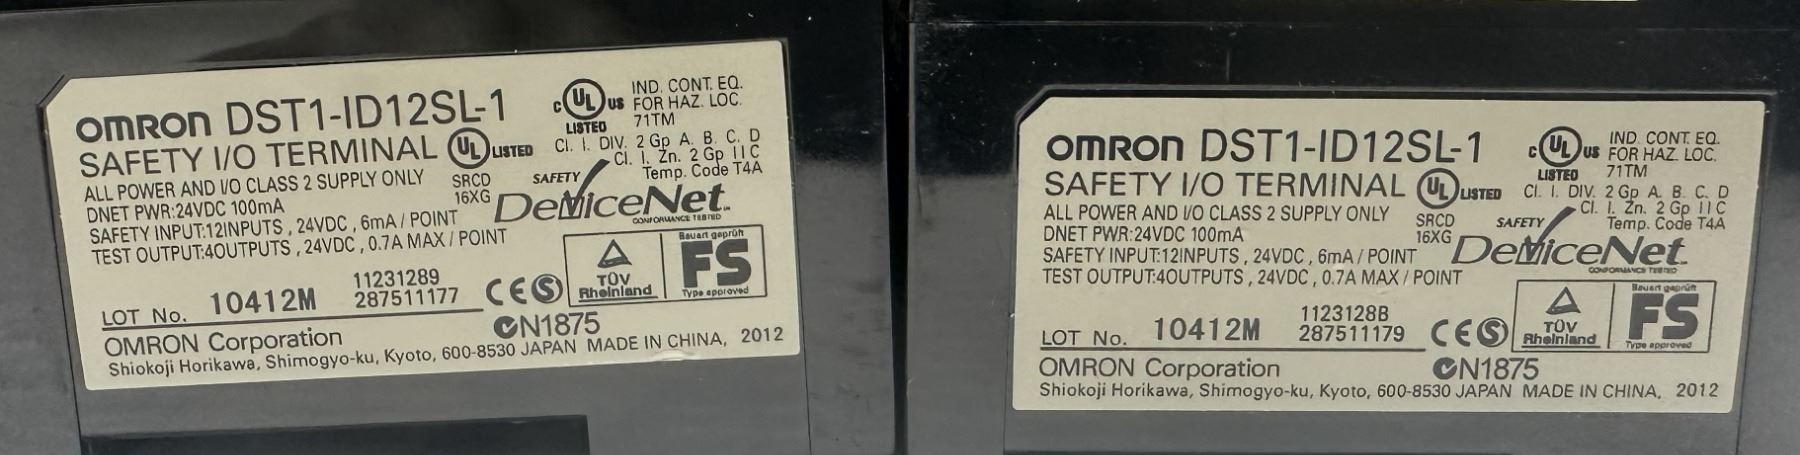 OMRON DST1-ID12SL-1
SAFETY I/O TERMINAL
UL LISTED
SRCD
16XG
C UL US
LISTED
IND. CONT. EQ.
FOR HAZ. LOC.
71TM
Cl. I. DIV. 2 Gp A. B. C. D
Cl. I. Zn. 2 Gp IIC
Temp. Code T4A
ALL POWER AND I/O CLASS 2 SUPPLY ONLY
DNET PWR:24VDC 100mA
SAFETY INPUT:12INPUTS , 24VDC , 6mA / POINT
TEST OUTPUT:4OUTPUTS , 24VDC , 0.7A MAX / POINT
SAFETY
DeviceNet
CONFORMANCE TESTED
11231289
LOT No. 10412M 287511177
CE S
TÜV
Rheinland
Bauart geprüft
FS
Type approved
OMRON Corporation
N1875
Shiokoji Horikawa, Shimogyo-ku, Kyoto, 600-8530 JAPAN MADE IN CHINA, 2012
OMRON DST1-ID12SL-1
SAFETY I/O TERMINAL
UL LISTED
SRCD
16XG
C UL US
LISTED
IND. CONT. EQ.
FOR HAZ. LOC.
71TM
Cl. I. DIV. 2 Gp A. B. C. D
Cl. I. Zn. 2 Gp IIC
Temp. Code T4A
ALL POWER AND I/O CLASS 2 SUPPLY ONLY
DNET PWR:24VDC 100mA
SAFETY INPUT:12INPUTS , 24VDC , 6mA / POINT
TEST OUTPUT:4OUTPUTS , 24VDC , 0.7A MAX / POINT
SAFETY
DeviceNet
CONFORMANCE TESTED
1123128B
LOT No. 10412M 287511179
CE S
TÜV
Rheinland
Bauart geprüft
FS
Type approved
OMRON Corporation
N1875
Shiokoji Horikawa, Shimogyo-ku, Kyoto, 600-8530 JAPAN MADE IN CHINA, 2012